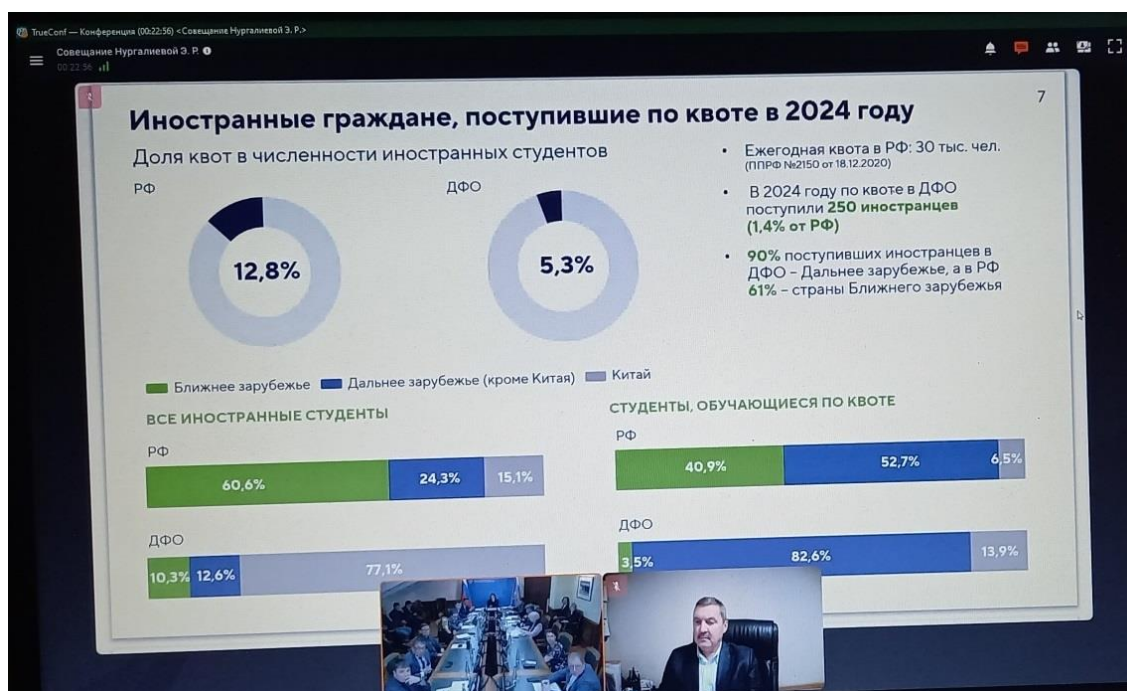 TrueConf — Конференция (00:22:56) <Совещание Нургалиевой Э. Р.>
Совещание Нургалиевой Э. Р.
00:22:56
7
Иностранные граждане, поступившие по квоте в 2024 году
Доля квот в численности иностранных студентов
РФ
12,8%
ДФО
5,3%
• Ежегодная квота в РФ: 30 тыс. чел.
(ППРФ №2150 от 18.12.2020)
• В 2024 году по квоте в ДФО
поступили 250 иностранцев
(1,4% от РФ)
• 90% поступивших иностранцев в
ДФО – Дальнее зарубежье, а в РФ
61% – страны Ближнего зарубежья
Ближнее зарубежье Дальнее зарубежье (кроме Китая) Китай
ВСЕ ИНОСТРАННЫЕ СТУДЕНТЫ
РФ
60,6% 24,3% 15,1%
ДФО
10,3% 12,6% 77,1%
СТУДЕНТЫ, ОБУЧАЮЩИЕСЯ ПО КВОТЕ
РФ
40,9% 52,7% 6,5%
ДФО
3,5% 82,6% 13,9%